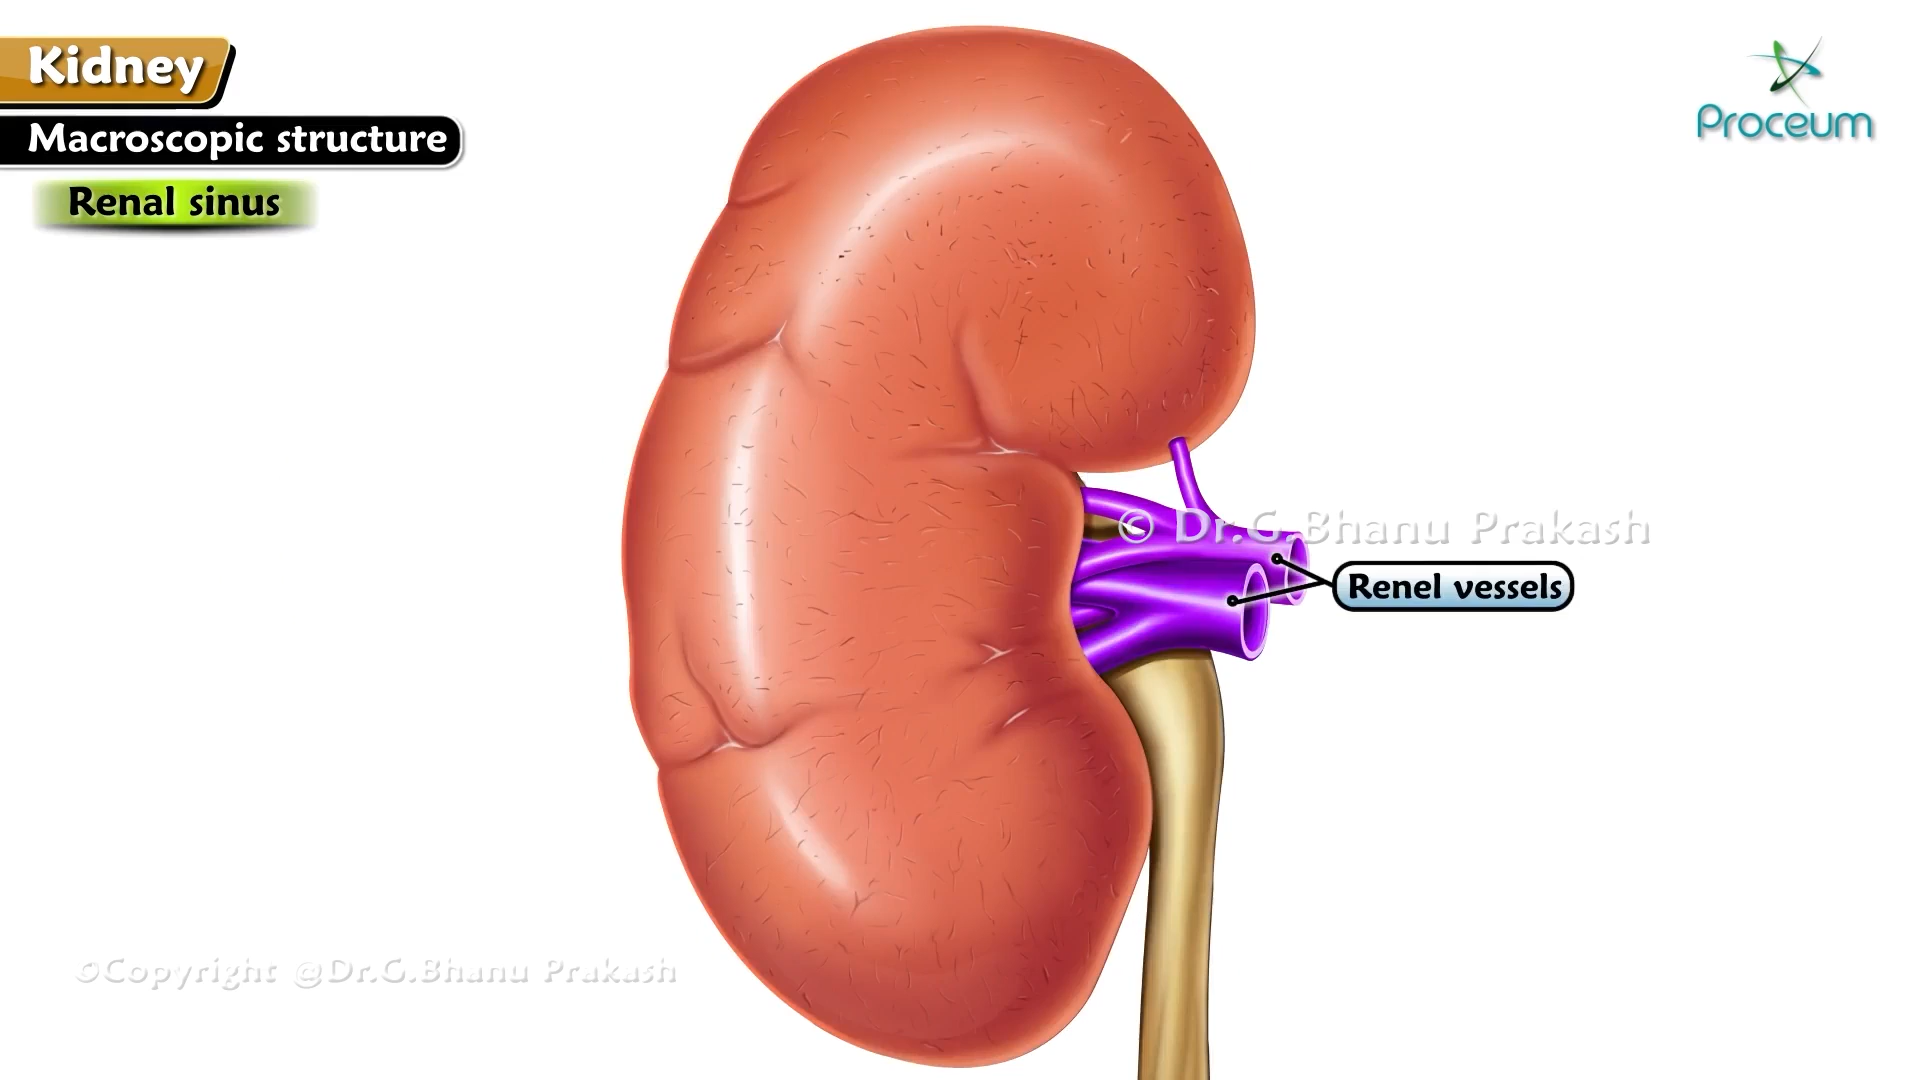 Kidney
Macroscopic structure
Renal sinus
Proceum
© Dr.G.Bhanu Prakash
Renel vessels
©Copyright @Dr.G.Bhanu Prakash